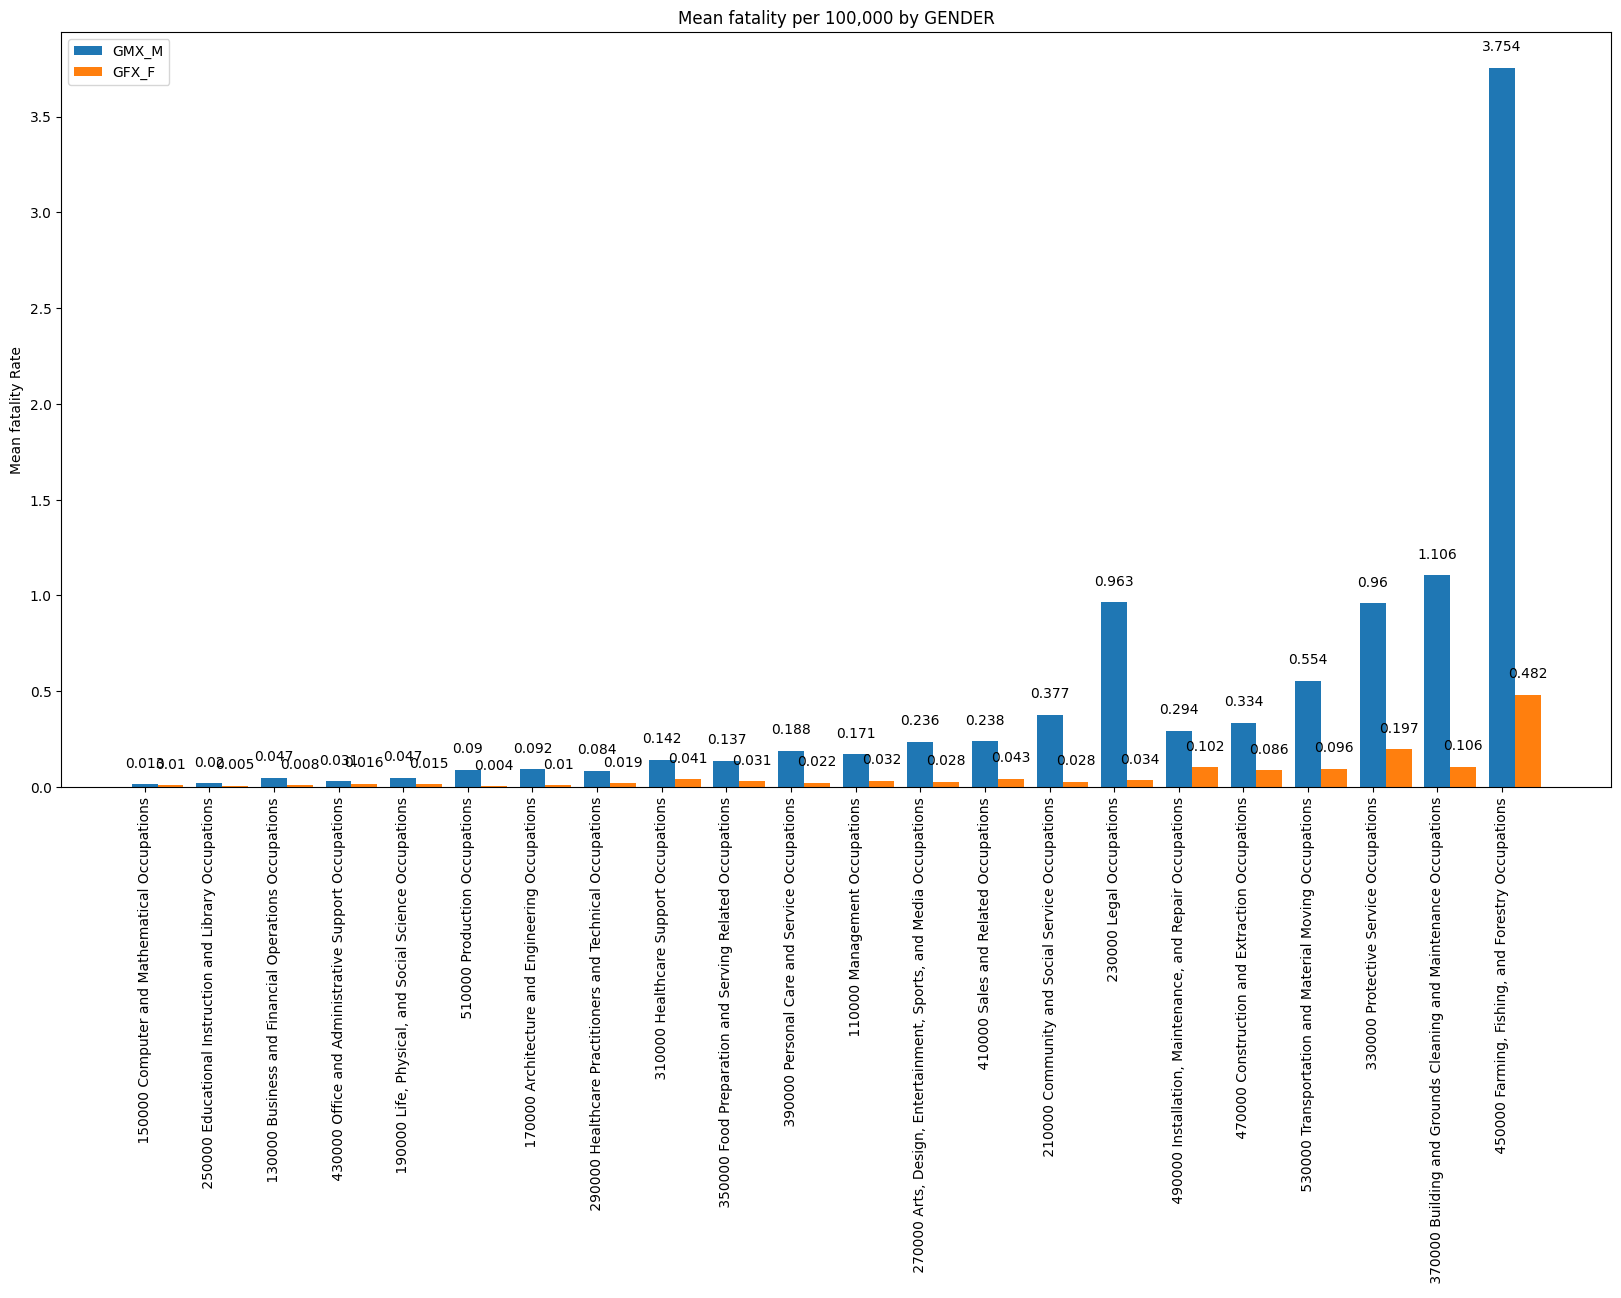 Mean fatality per 100,000 by GENDER
GMX_M
GFX_F
Mean fatality Rate
3.5
3.0
2.5
2.0
1.5
1.0
0.5
0.0
0.013
0.01
0.02
0.005
0.047
0.008
0.031
0.016
0.047
0.015
0.09
0.004
0.092
0.01
0.084
0.019
0.142
0.041
0.137
0.031
0.188
0.022
0.171
0.032
0.236
0.028
0.238
0.043
0.377
0.028
0.963
0.034
0.294
0.102
0.334
0.086
0.554
0.096
0.96
0.197
1.106
0.106
3.754
0.482
150000 Computer and Mathematical Occupations
250000 Educational Instruction and Library Occupations
130000 Business and Financial Operations Occupations
430000 Office and Administrative Support Occupations
190000 Life, Physical, and Social Science Occupations
510000 Production Occupations
170000 Architecture and Engineering Occupations
290000 Healthcare Practitioners and Technical Occupations
310000 Healthcare Support Occupations
350000 Food Preparation and Serving Related Occupations
390000 Personal Care and Service Occupations
110000 Management Occupations
270000 Arts, Design, Entertainment, Sports, and Media Occupations
410000 Sales and Related Occupations
210000 Community and Social Service Occupations
230000 Legal Occupations
490000 Installation, Maintenance, and Repair Occupations
470000 Construction and Extraction Occupations
530000 Transportation and Material Moving Occupations
330000 Protective Service Occupations
370000 Building and Grounds Cleaning and Maintenance Occupations
450000 Farming, Fishing, and Forestry Occupations